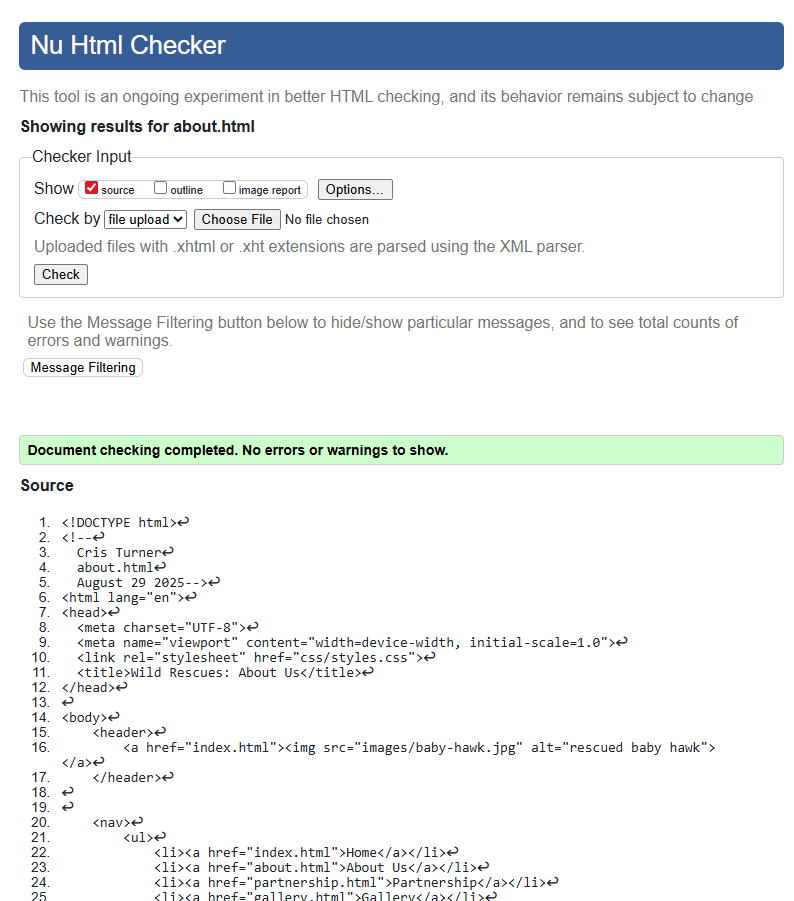 Nu Html Checker
This tool is an ongoing experiment in better HTML checking, and its behavior remains subject to change
Showing results for about.html
Checker Input
Show source outline image report Options...
Check by file upload Choose File No file chosen
Uploaded files with .xhtml or .xht extensions are parsed using the XML parser.
Check
Use the Message Filtering button below to hide/show particular messages, and to see total counts of
errors and warnings.
Message Filtering
Document checking completed. No errors or warnings to show.
Source
1. <!DOCTYPE html>↩
2. <!--↩
3.   Cris Turner↩
4.   about.html↩
5.   August 29 2025-->↩
6. <html lang="en">↩
7. <head>↩
8.   <meta charset="UTF-8">↩
9.   <meta name="viewport" content="width=device-width, initial-scale=1.0">↩
10.   <link rel="stylesheet" href="css/styles.css">↩
11.   <title>Wild Rescues: About Us</title>↩
12. </head>↩
13. ↩
14. <body>↩
15.     <header>↩
16.         <a href="index.html"><img src="images/baby-hawk.jpg" alt="rescued baby hawk">
</a>↩
17.     </header>↩
18. ↩
19. ↩
20.     <nav>↩
21.         <ul>↩
22.             <li><a href="index.html">Home</a></li>↩
23.             <li><a href="about.html">About Us</a></li>↩
24.             <li><a href="partnership.html">Partnership</a></li>↩
25.             <li><a href="gallery.html">Gallery</a></li>↩